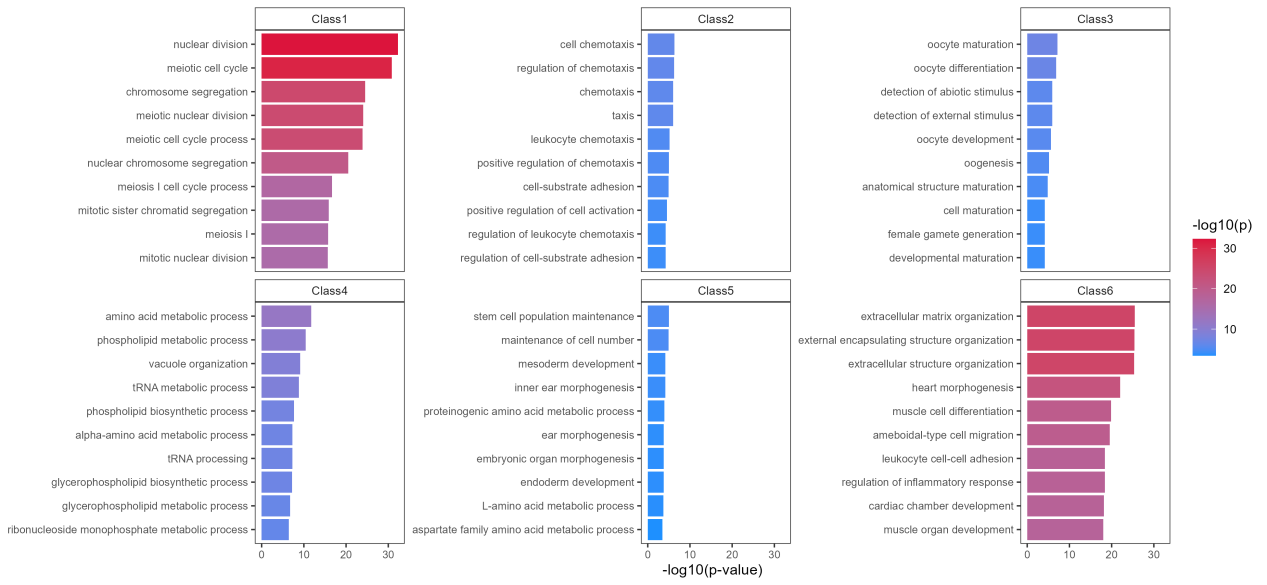 Class1
nuclear division
meiotic cell cycle
chromosome segregation
meiotic nuclear division
meiotic cell cycle process
nuclear chromosome segregation
meiosis I cell cycle process
mitotic sister chromatid segregation
meiosis I
mitotic nuclear division
Class2
cell chemotaxis
regulation of chemotaxis
chemotaxis
taxis
leukocyte chemotaxis
positive regulation of chemotaxis
cell-substrate adhesion
positive regulation of cell activation
regulation of leukocyte chemotaxis
regulation of cell-substrate adhesion
Class3
oocyte maturation
oocyte differentiation
detection of abiotic stimulus
detection of external stimulus
oocyte development
oogenesis
anatomical structure maturation
cell maturation
female gamete generation
developmental maturation
Class4
amino acid metabolic process
phospholipid metabolic process
vacuole organization
tRNA metabolic process
phospholipid biosynthetic process
alpha-amino acid metabolic process
tRNA processing
glycerophospholipid biosynthetic process
glycerophospholipid metabolic process
ribonucleoside monophosphate metabolic process
0 10 20 30
Class5
stem cell population maintenance
maintenance of cell number
mesoderm development
inner ear morphogenesis
proteinogenic amino acid metabolic process
ear morphogenesis
embryonic organ morphogenesis
endoderm development
L-amino acid metabolic process
aspartate family amino acid metabolic process
0 10 20 30
Class6
extracellular matrix organization
external encapsulating structure organization
extracellular structure organization
heart morphogenesis
muscle cell differentiation
ameboidal-type cell migration
leukocyte cell-cell adhesion
regulation of inflammatory response
cardiac chamber development
muscle organ development
0 10 20 30
-log10(p-value)
-log10(p)
30
20
10